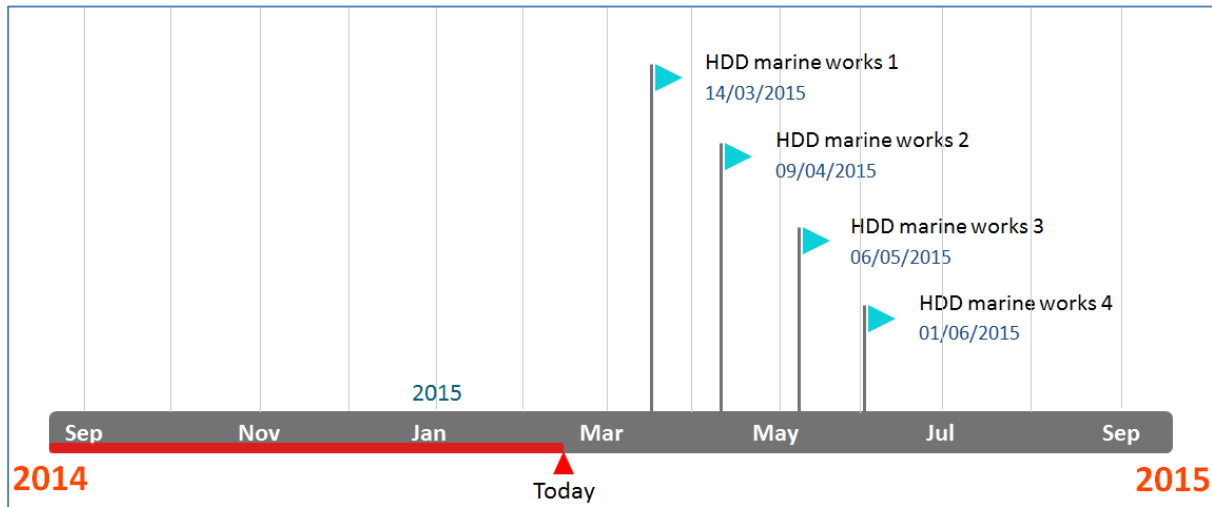 HDD marine works 1
14/03/2015
HDD marine works 2
09/04/2015
HDD marine works 3
06/05/2015
HDD marine works 4
01/06/2015
2015
Sep Nov Jan Mar May Jul Sep
2014 2015
Today